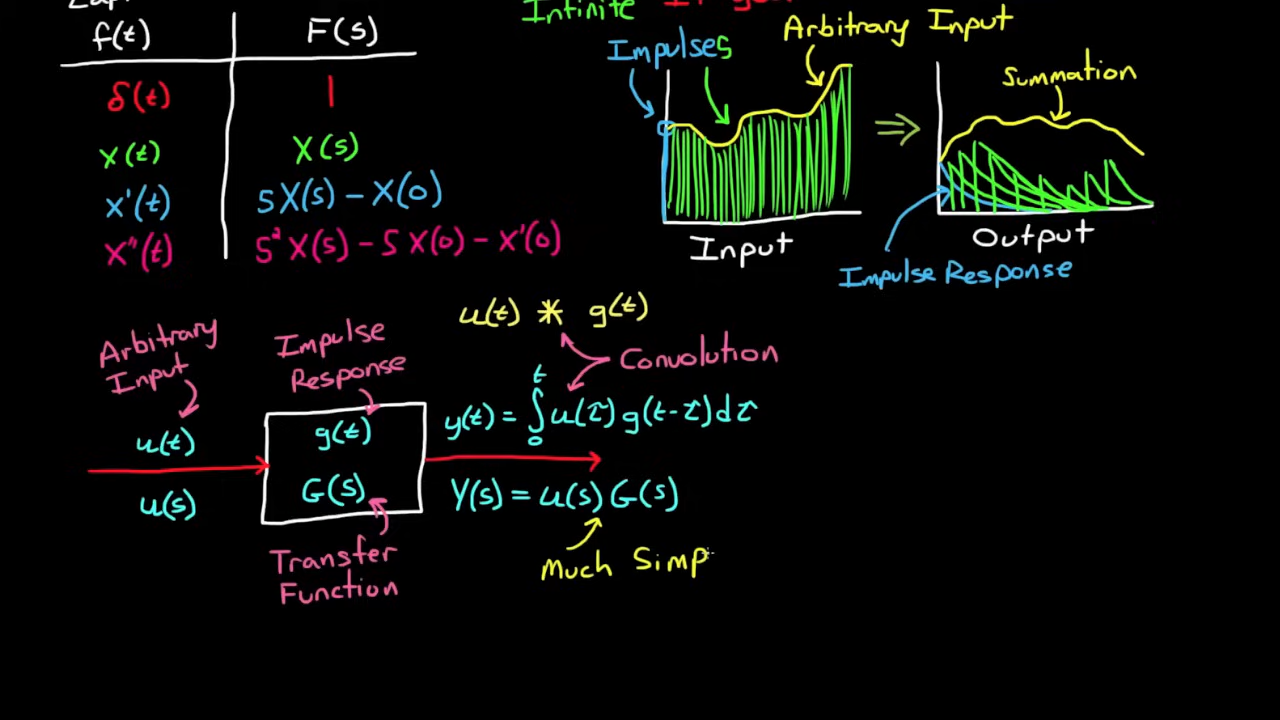 f(t) F(s)
δ(t) 1
x(t) X(s)
x'(t) sX(s) - x(0)
x"(t) s²X(s) - sx(0) - x'(0)
Infinite
Impulses
Arbitrary Input
Summation
⇒
Input
Output
Impulse Response
u(t) * g(t)
Convolution
Arbitrary
Input
Impulse
Response
u(t)
g(t)
y(t) = ∫₀ᵗ u(τ) g(t-τ) dτ
u(s)
G(s)
Y(s) = u(s) G(s)
Transfer
Function
Much Simp